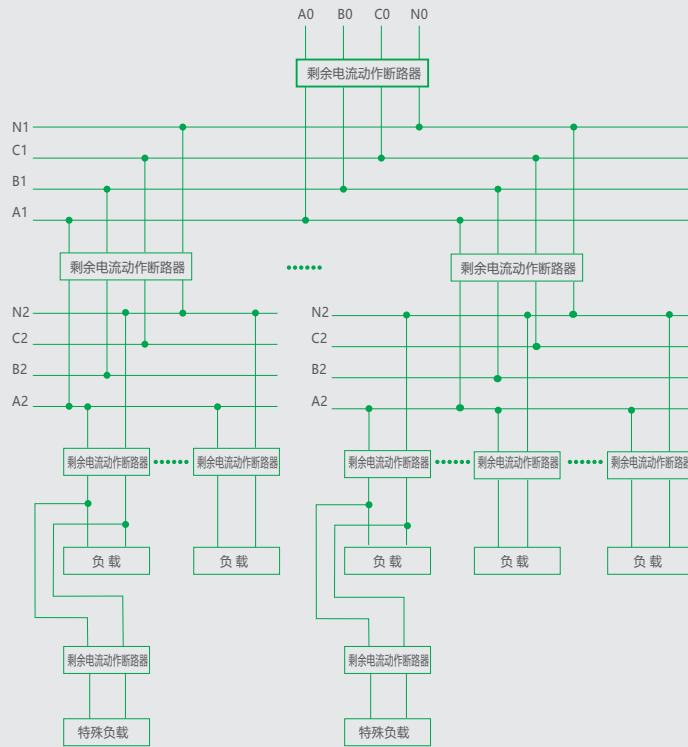 A0 B0 C0 N0
剩余电流动作断路器
N1
C1
B1
A1
剩余电流动作断路器 剩余电流动作断路器
N2 N2
C2 C2
B2 B2
A2 A2
剩余电流动作断路器 剩余电流动作断路器 剩余电流动作断路器 剩余电流动作断路器 剩余电流动作断路器
负载 负载 负载 负载 负载
剩余电流动作断路器 剩余电流动作断路器
特殊负载 特殊负载